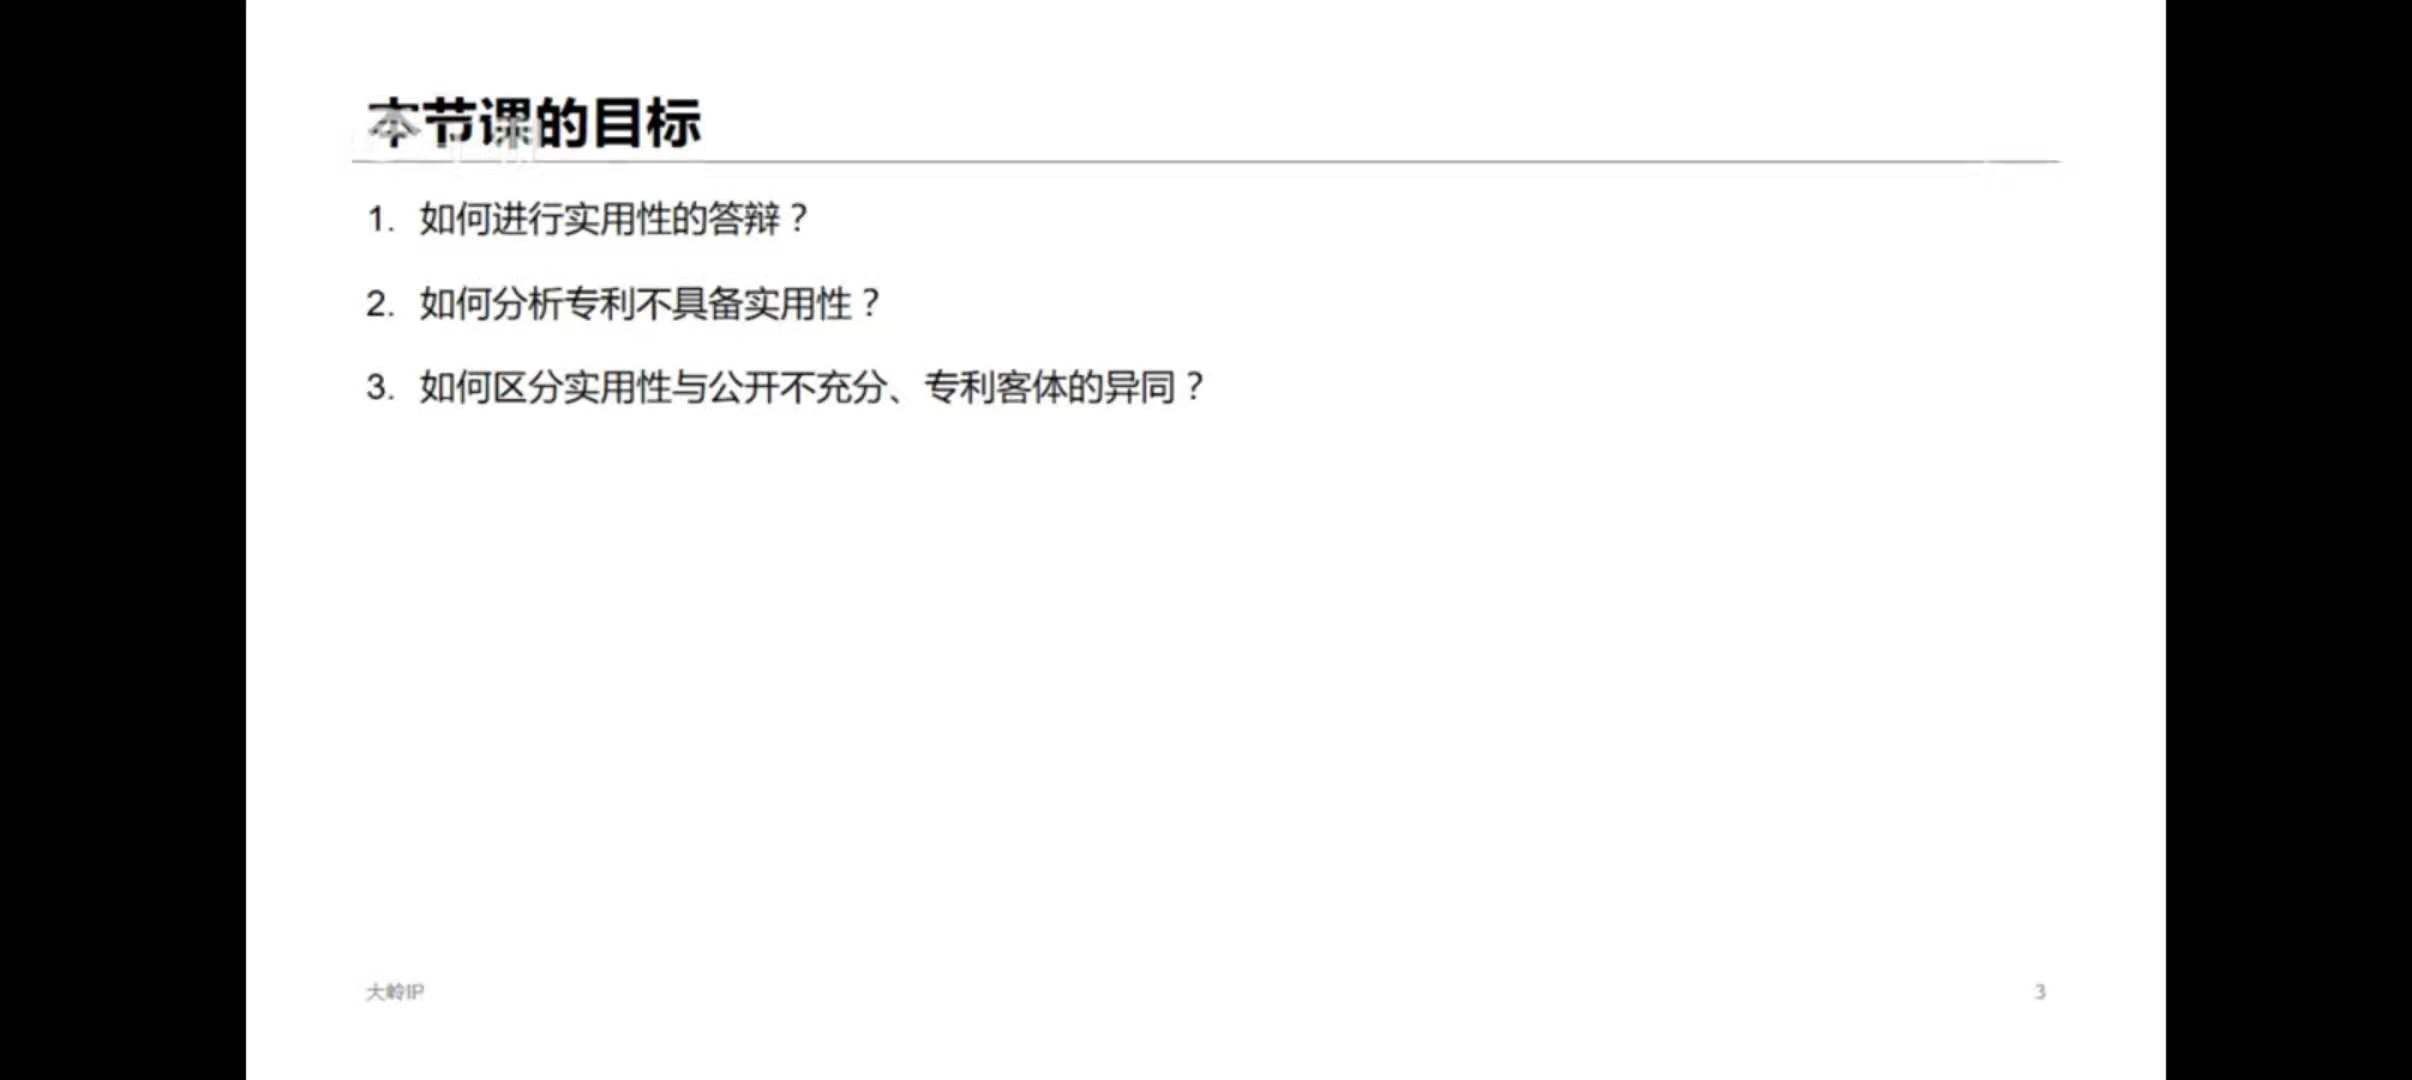 本节课的目标
1. 如何进行实用性的答辩？
2. 如何分析专利不具备实用性？
3. 如何区分实用性与公开不充分、专利客体的异同？
大岭IP
3